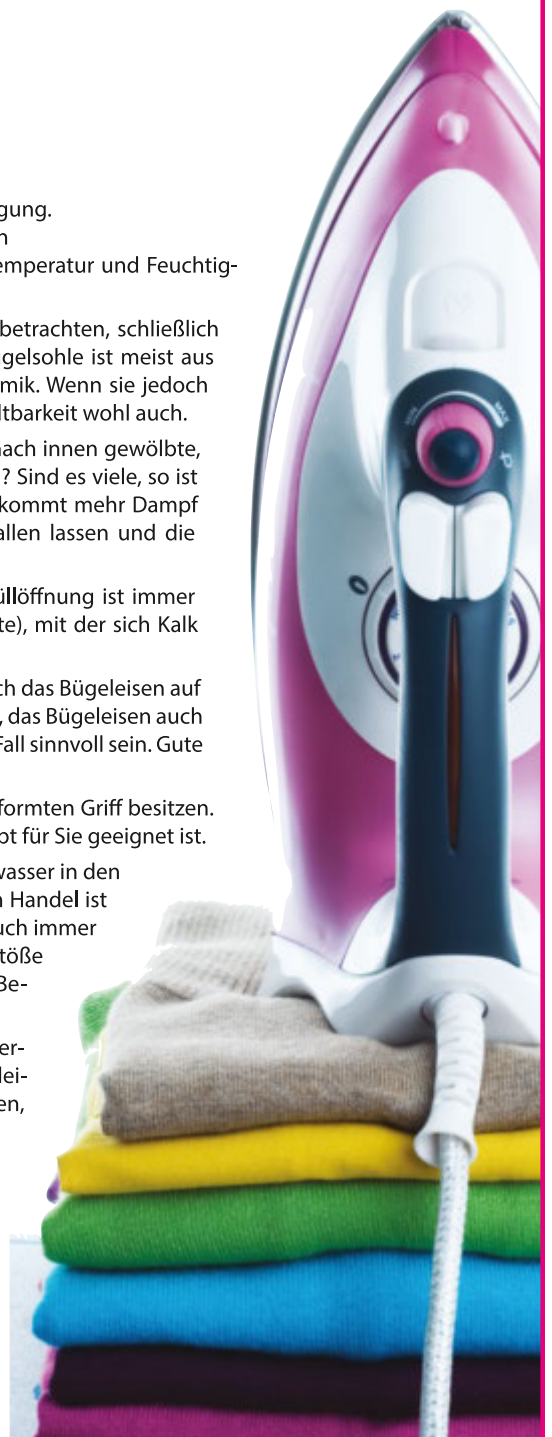 gung.
n
emperatur und Feuchtig-
betrachten, schließlich
gelsohle ist meist aus
mik. Wenn sie jedoch
ltbarkeit wohl auch.
nach innen gewölbte,
? Sind es viele, so ist
kommt mehr Dampf
allen lassen und die
üllöffnung ist immer
te), mit der sich Kalk
ch das Bügeleisen auf
, das Bügeleisen auch
Fall sinnvoll sein. Gute
formten Griff besitzen.
pt für Sie geeignet ist.
wasser in den
n Handel ist
uch immer
töße
Be-
er-
lei-
en,
MAX